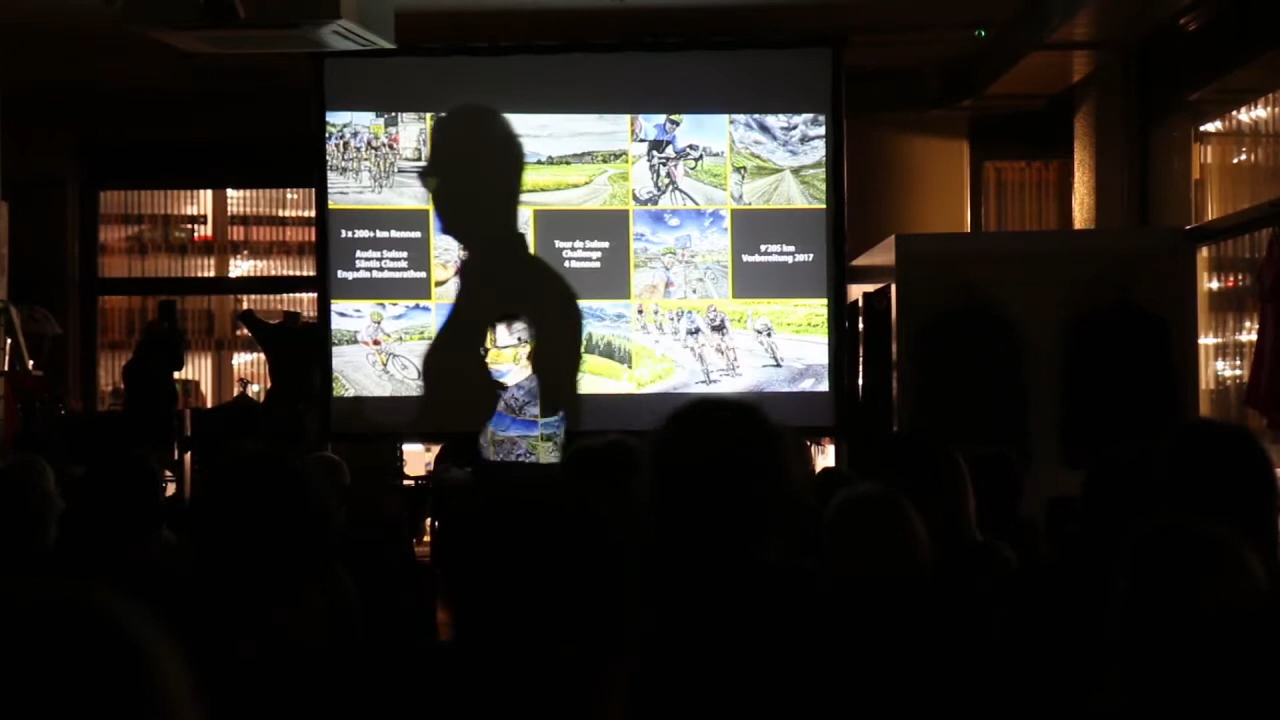 3 x 200+ km Rennen
Audax Suisse
Säntis Classic
Engadin Radmarathon
Tour de Suisse
Challenge
4 Rennen
9'205 km
Vorbereitung 2017